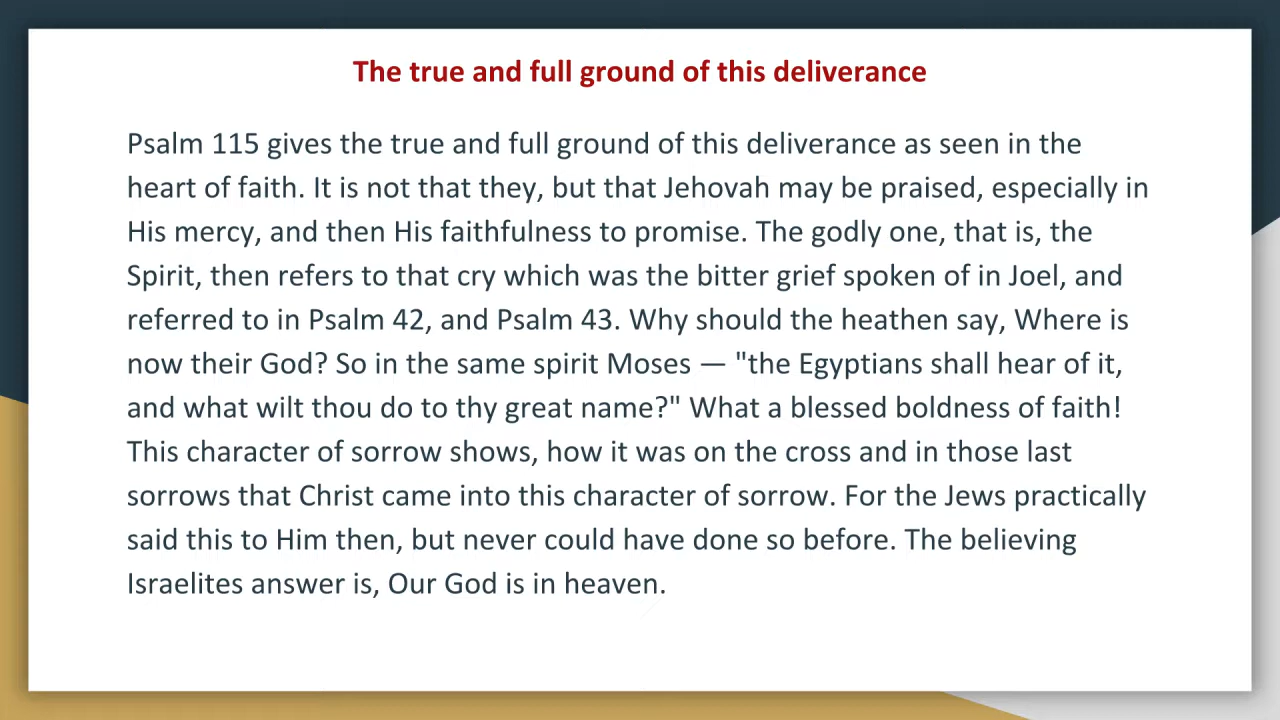 The true and full ground of this deliverance
Psalm 115 gives the true and full ground of this deliverance as seen in the
heart of faith. It is not that they, but that Jehovah may be praised, especially in
His mercy, and then His faithfulness to promise. The godly one, that is, the
Spirit, then refers to that cry which was the bitter grief spoken of in Joel, and
referred to in Psalm 42, and Psalm 43. Why should the heathen say, Where is
now their God? So in the same spirit Moses — "the Egyptians shall hear of it,
and what wilt thou do to thy great name?" What a blessed boldness of faith!
This character of sorrow shows, how it was on the cross and in those last
sorrows that Christ came into this character of sorrow. For the Jews practically
said this to Him then, but never could have done so before. The believing
Israelites answer is, Our God is in heaven.